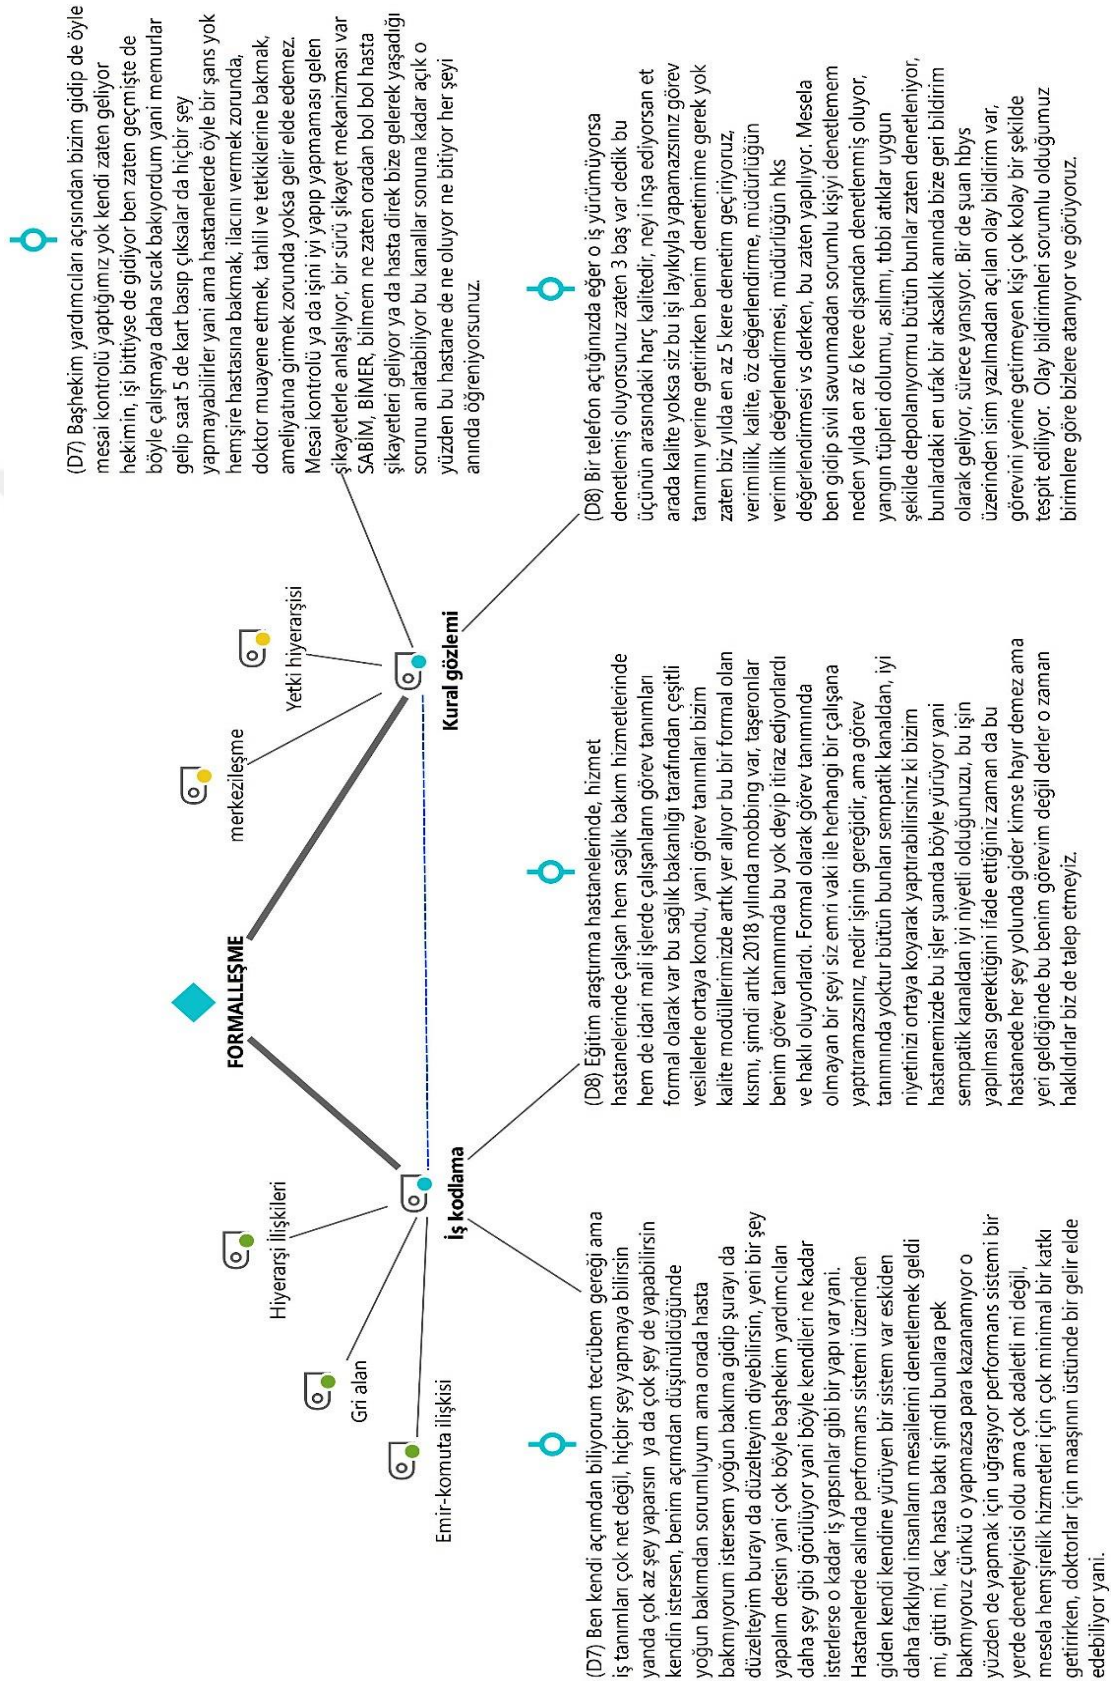 FORMALLEŞME
Hiyerarşi İlişkileri
Gri alan
Emir-komuta ilişkisi
İş kodlama
merkezileşme
Yetki hiyerarşisi
Kural gözlemi
(D7) Başhekim yardımcıları açısından bizim gidip de öyle
mesai kontrolü yaptığımız yok kendi zaten geliyor
hekimin, işi bittiyse de gidiyor ben zaten geçmişte de
böyle çalışmaya daha sıcak bakıyordum yani memurlar
gelip saat 5 de kart basıp çıksalar da hiçbir şey
yapmayabilirler yani ama hastanelerde öyle bir şans yok
hemşire hastasına bakmak, ilacını vermek zorunda,
doktor muayene etmek, tahlil ve tetkiklerine bakmak,
ameliyatına girmek zorunda yoksa gelir elde edemez.
Mesai kontrolü ya da işini iyi yapıp yapmaması gelen
şikayetlerle anlaşılıyor, bir sürü şikayet mekanizması var
SABİM, BİMER, bilmem ne zaten oradan bol bol hasta
şikayetleri geliyor ya da hasta direk bize gelerek yaşadığı
sorunu anlatabiliyor bu kanallar sonuna kadar açık o
yüzden bu hastane de ne oluyor ne bitiyor her şeyi
anında öğreniyorsunuz.
(D7) Ben kendi açımdan biliyorum tecrübem gereği ama
iş tanımları çok net değil, hiçbir şey yapmaya bilirsin
yanda çok az şey yaparsın ya da çok şey de yapabilirsin
kendin istersen, benim açımdan düşünüldüğünde
yoğun bakımdan sorumluyum ama orada hasta
bakmıyorum istersem yoğun bakıma gidip şurayı da
düzelteyim burayı da düzelteyim diyebilirsin, yeni bir şey
yapalım dersin yani çok böyle başhekim yardımcıları
daha şey gibi görülüyor yani böyle kendileri ne kadar
isterlerse o kadar iş yapsınlar gibi bir yapı var yani.
Hastanelerde aslında performans sistemi üzerinden
giden kendi kendine yürüyen bir sistem var eskiden
daha farklıydı insanların mesailerini denetlemek geldi
mi, gitti mi, kaç hasta baktı şimdi bunlara pek
bakmıyoruz çünkü o yapmazsa para kazanamıyor o
yüzden de yapmak için uğraşıyor performans sistemi bir
yerde denetleyicisi oldu ama çok adaletli mi değil,
mesela hemşirelik hizmetleri için çok minimal bir katkı
getirirken, doktorlar için maaşının üstünde bir gelir elde
edebiliyor yani.
(D8) Eğitim araştırma hastanelerinde, hizmet
hastanelerinde çalışan hem sağlık bakım hizmetlerinde
hem de idari mali işlerde çalışanların görev tanımları
formal olarak var bu sağlık bakanlığı tarafından çeşitli
vesilelerle ortaya kondu, yani görev tanımları bizim
kalite modüllerimizde artık yer alıyor bu bir formal olan
kısmı, şimdi artık 2018 yılında mobbing var, taşeronlar
benim görev tanımımda bu yok deyip itiraz ediyorlardı
ve haklı oluyorlardı. Formal olarak görev tanımında
olmayan bir şeyi siz emri vaki ile herhangi bir çalışana
yaptıramazsınız, nedir işinin gereğidir, ama görev
tanımında yoktur bütün bunları sempatik kanaldan, iyi
niyetinizi ortaya koyarak yaptırabilirsiniz ki bizim
hastanemizde bu işler şuanda böyle yürüyor yani
sempatik kanaldan iyi niyetli olduğunuzu, bu işin
yapılması gerektiğini ifade ettiğiniz zaman da bu
hastanede her şey yolunda gider kimse hayır demez ama
yeri geldiğinde bu benim görevim değil derler o zaman
haklıdırlar biz de talep etmeyiz.
(D8) Bir telefon açtığınızda eğer o iş yürümüyorsa
denetlemiş oluyorsunuz zaten 3 baş var dedik bu
üçünün arasındaki harç kalitedir, neyi inşa ediyorsan et
arada kalite yoksa siz bu işi layıkıyla yapamazsınız görev
tanımını yerine getirirken benim denetimime gerek yok
zaten biz yılda en az 5 kere denetim geçiriyoruz,
verimlilik, kalite, öz değerlendirme, müdürlüğün
verimlilik değerlendirmesi, müdürlüğün hks
değerlendirmesi vs derken, bu zaten yapılıyor. Mesela
ben gidip sivil savunmadan sorumlu kişiyi denetlemem
neden yılda en az 6 kere dışarıdan denetlenmiş oluyor,
yangın tüpleri dolumu, asılımı, tıbbi atıklar uygun
şekilde depolanıyormu bütün bunlar zaten denetleniyor,
bunlardaki en ufak bir aksaklık anında bize geri bildirim
olarak geliyor, sürece yansıyor. Bir de şuan hbys
üzerinden isim yazılmadan açılan olay bildirim var,
görevini yerine getirmeyen kişi çok kolay bir şekilde
tespit ediliyor. Olay bildirimleri sorumlu olduğumuz
birimlere göre bizlere atanıyor ve görüyoruz.